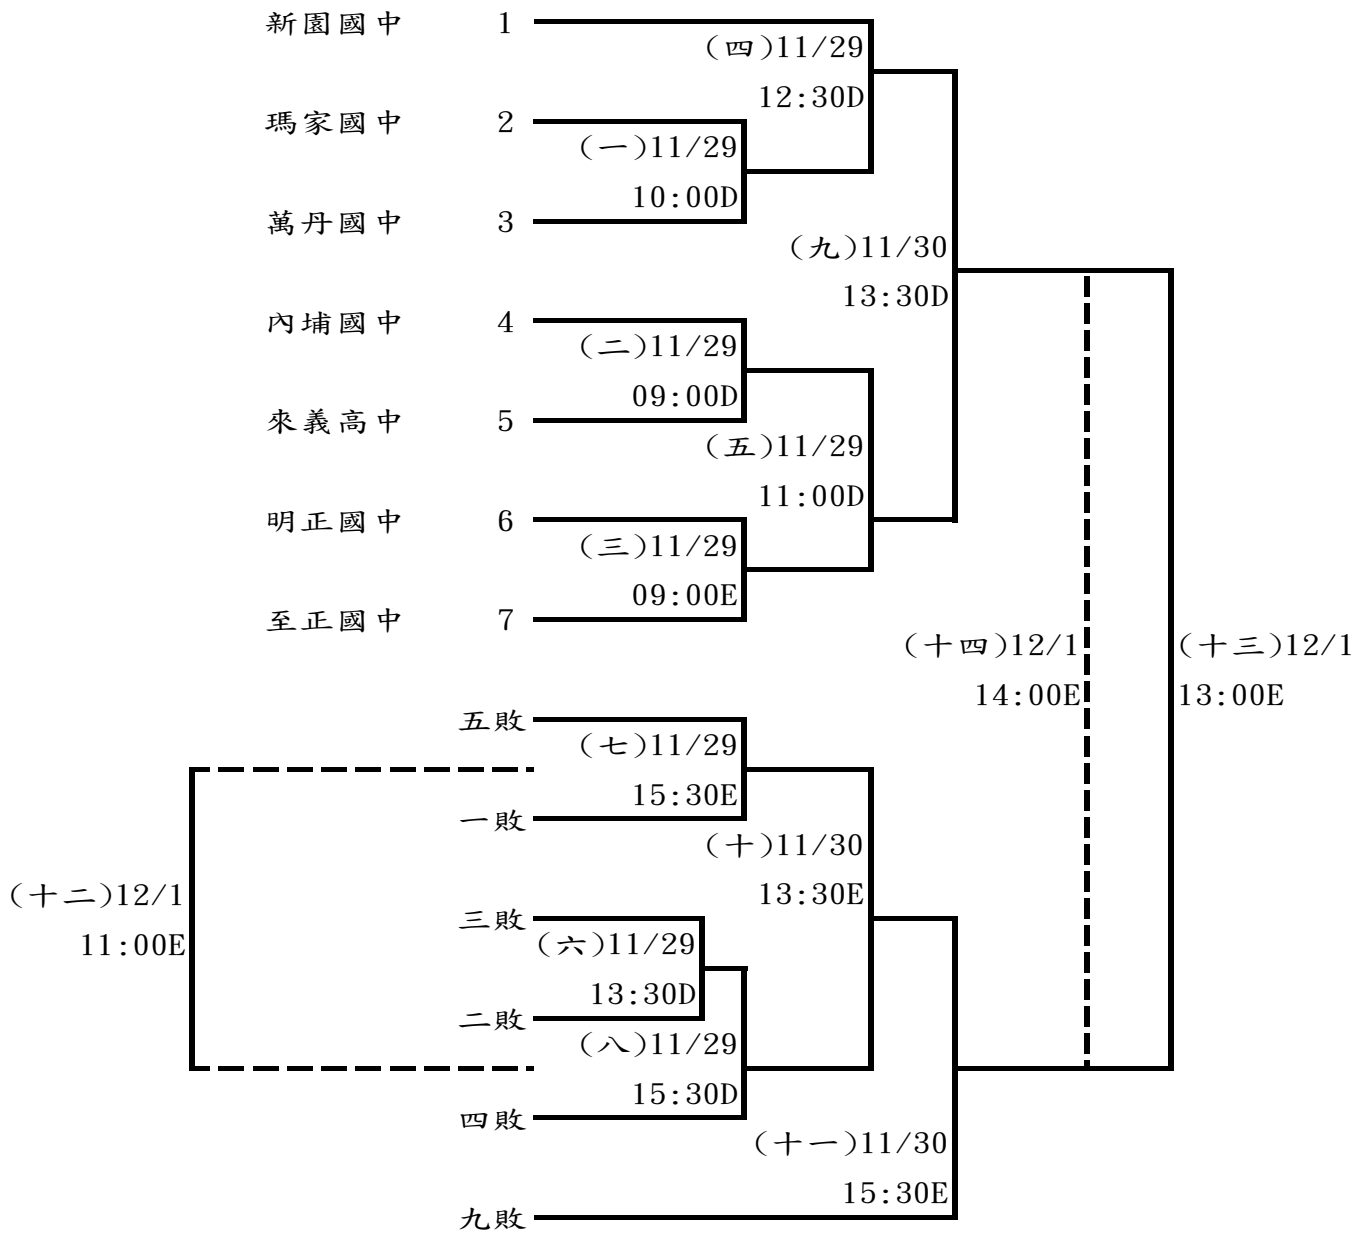 新園國中 1
(四)11/29
12:30D
瑪家國中 2
(一)11/29
10:00D
萬丹國中 3
(九)11/30
13:30D
內埔國中 4
(二)11/29
09:00D
來義高中 5
(五)11/29
11:00D
明正國中 6
(三)11/29
09:00E
至正國中 7
(十四)12/1
14:00E
(十三)12/1
13:00E
五敗
(七)11/29
15:30E
一敗
(十)11/30
13:30E
(十二)12/1
11:00E
三敗
(六)11/29
13:30D
二敗
(八)11/29
15:30D
四敗
(十一)11/30
15:30E
九敗